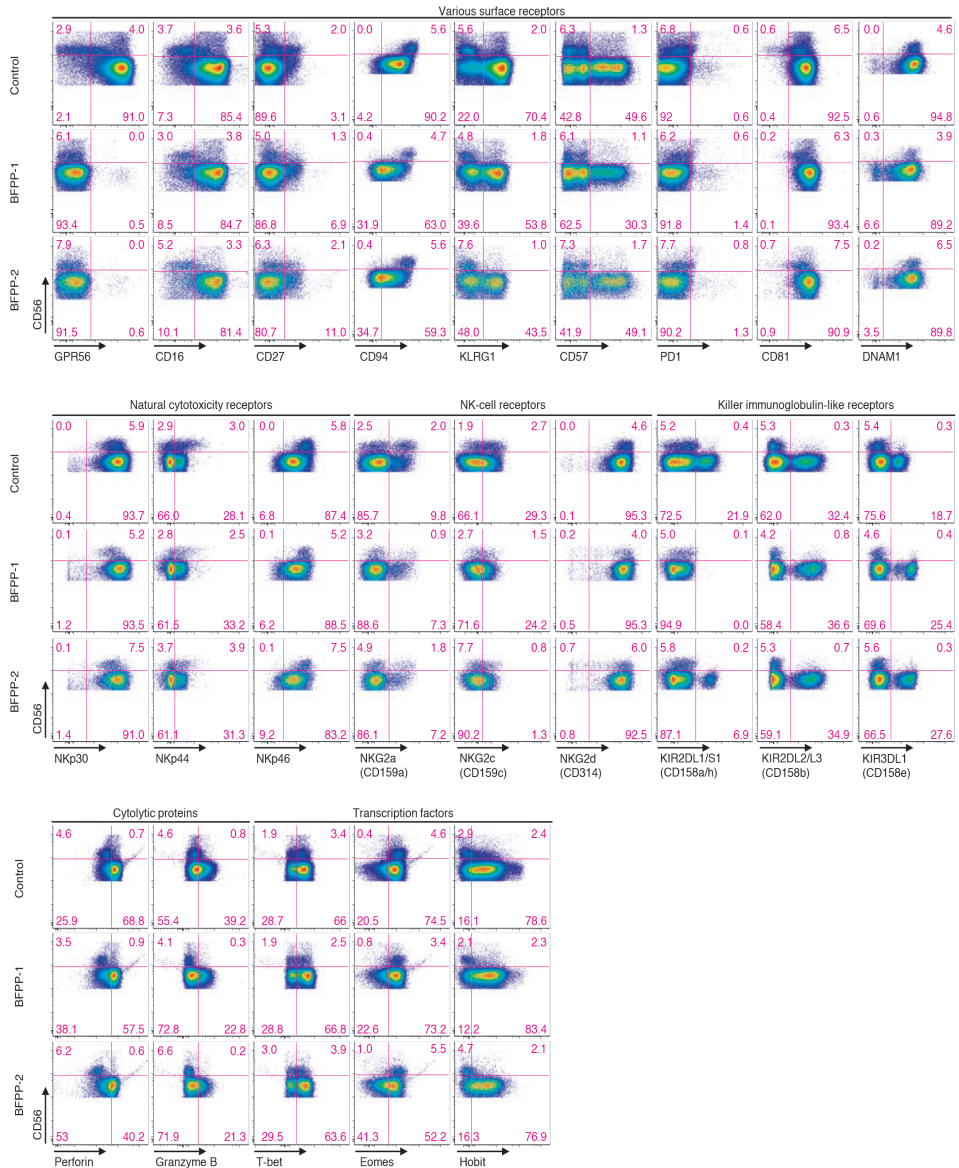 Various surface receptors
Control
2.9 4.0 3.7 3.6 5.3 2.0 0.0 5.6 5.6 2.0 6.3 1.3 6.8 0.6 0.6 6.5 0.0 4.6
2.1 91.0 7.3 85.4 89.6 3.1 4.2 90.2 22.0 70.4 42.8 49.6 92 0.6 0.4 92.5 0.6 94.8
BFPP-1
6.1 0.0 3.0 3.8 5.0 1.3 0.4 4.7 4.8 1.8 6.1 1.1 6.2 0.6 0.2 6.3 0.3 3.9
93.4 0.5 8.5 84.7 86.8 6.9 31.9 63.0 39.6 53.8 62.5 30.3 91.8 1.4 0.1 93.4 6.6 89.2
BFPP-2
7.9 0.0 5.2 3.3 6.3 2.1 0.4 5.6 7.6 1.0 7.3 1.7 7.7 0.8 0.7 7.5 0.2 6.5
CD56
91.5 0.6 10.1 81.4 80.7 11.0 34.7 59.3 48.0 43.5 41.9 49.1 90.2 1.3 0.9 90.9 3.5 89.8
GPR56 CD16 CD27 CD94 KLRG1 CD57 PD1 CD81 DNAM1
Natural cytotoxicity receptors NK-cell receptors Killer immunoglobulin-like receptors
Control
0.0 5.9 2.9 3.0 0.0 5.8 2.5 2.0 1.9 2.7 0.0 4.6 5.2 0.4 5.3 0.3 5.4 0.3
0.4 93.7 66.0 28.1 6.8 87.4 85.7 9.8 66.1 29.3 0.1 95.3 72.5 21.9 62.0 32.4 75.6 18.7
BFPP-1
0.1 5.2 2.8 2.5 0.1 5.2 3.2 0.9 2.7 1.5 0.2 4.0 5.0 0.1 4.2 0.8 4.6 0.4
1.2 93.5 61.5 33.2 6.2 88.5 88.6 7.3 71.6 24.2 0.5 95.3 94.9 0.0 58.4 36.6 69.6 25.4
BFPP-2
0.1 7.5 3.7 3.9 0.1 7.5 4.9 1.8 7.7 0.8 0.7 6.0 5.8 0.2 5.3 0.7 5.6 0.3
CD56
1.4 91.0 61.1 31.3 9.2 83.2 86.1 7.2 90.2 1.3 0.8 92.5 87.1 6.9 59.1 34.9 66.5 27.6
NKp30 NKp44 NKp46 NKG2a NKG2c NKG2d KIR2DL1/S1 KIR2DL2/L3 KIR3DL1
(CD159a) (CD159c) (CD314) (CD158a/h) (CD158b) (CD158e)
Cytolytic proteins Transcription factors
Control
4.6 0.7 4.6 0.8 1.9 3.4 0.4 4.6 2.9 2.4
25.9 68.8 55.4 39.2 28.7 66 20.5 74.5 16.1 78.6
BFPP-1
3.5 0.9 4.1 0.3 1.9 2.5 0.8 3.4 2.1 2.3
38.1 57.5 72.8 22.8 28.8 66.8 22.6 73.2 12.2 83.4
BFPP-2
6.2 0.6 6.6 0.2 3.0 3.9 1.0 5.5 4.7 2.1
CD56
53 40.2 71.9 21.3 29.5 63.6 41.3 52.2 16.3 76.9
Perforin Granzyme B T-bet Eomes Hobit